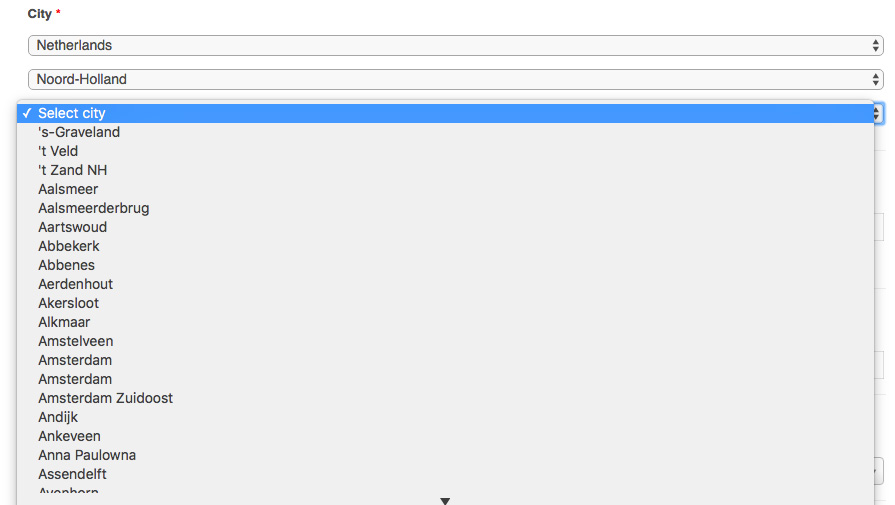 City *
Netherlands
Noord-Holland
✓ Select city
's-Graveland
't Veld
't Zand NH
Aalsmeer
Aalsmeerderbrug
Aartswoud
Abbekerk
Abbenes
Aerdenhout
Akersloot
Alkmaar
Amstelveen
Amsterdam
Amsterdam
Amsterdam Zuidoost
Andijk
Ankeveen
Anna Paulowna
Assendelft
Avenhorn